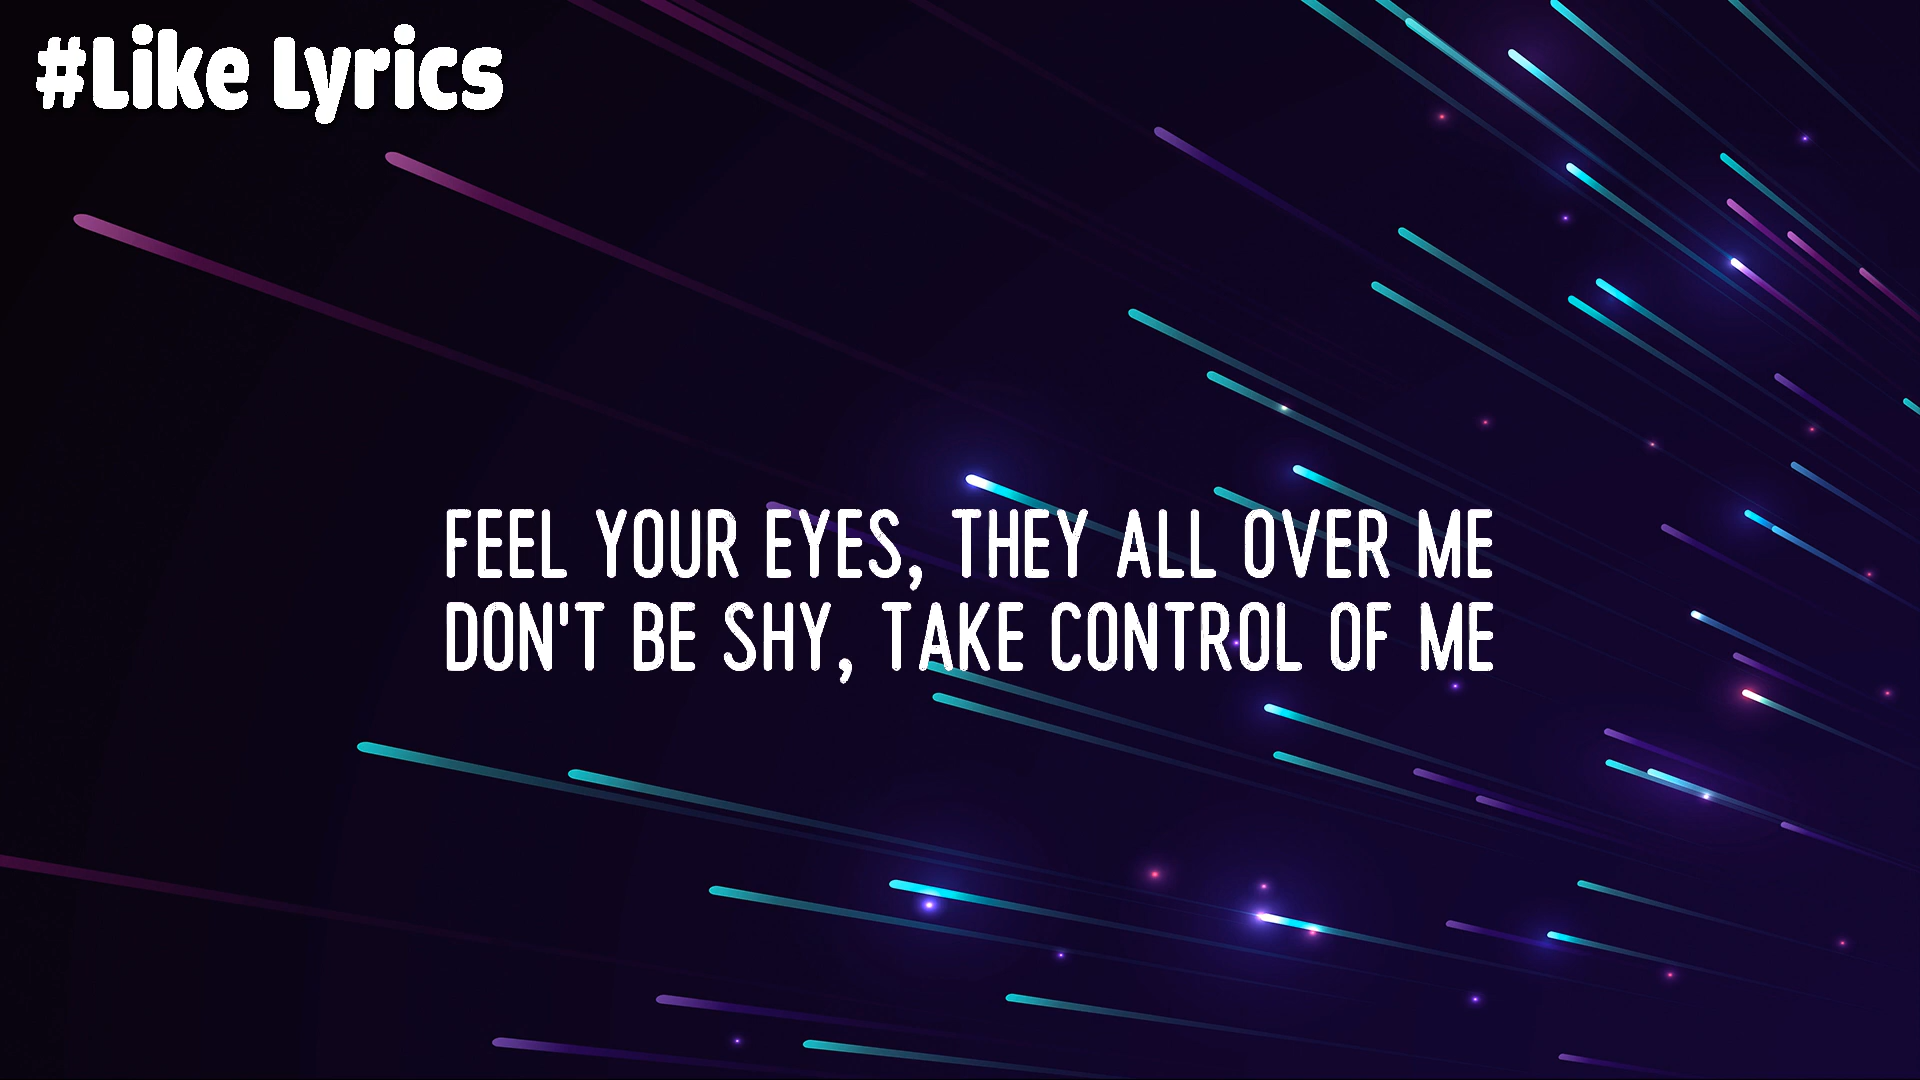 #Like Lyrics
FEEL YOUR EYES, THEY ALL OVER ME
DON'T BE SHY, TAKE CONTROL OF ME